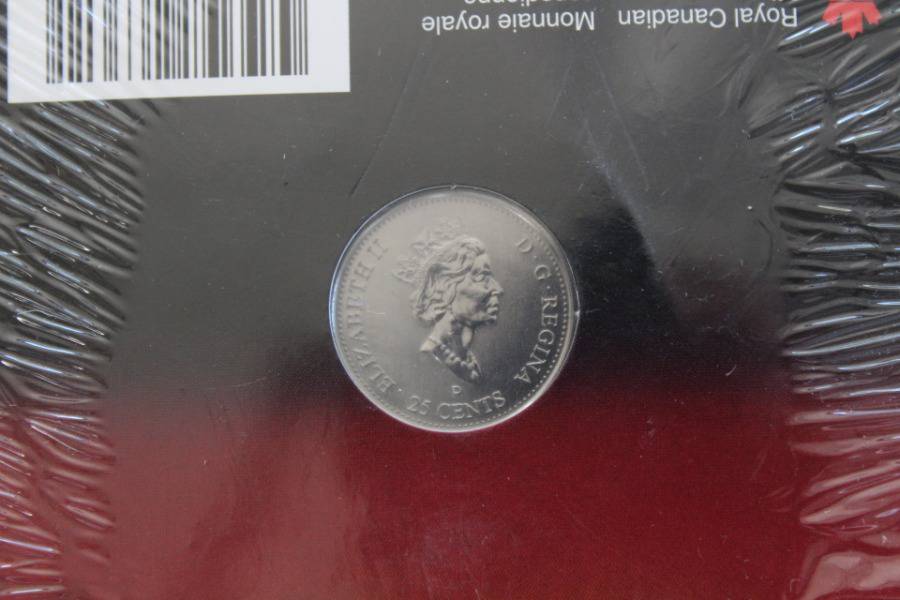 Royal Canadian Monnaie royale
ELIZABETH II D·G·REGINA
P
25 CENTS